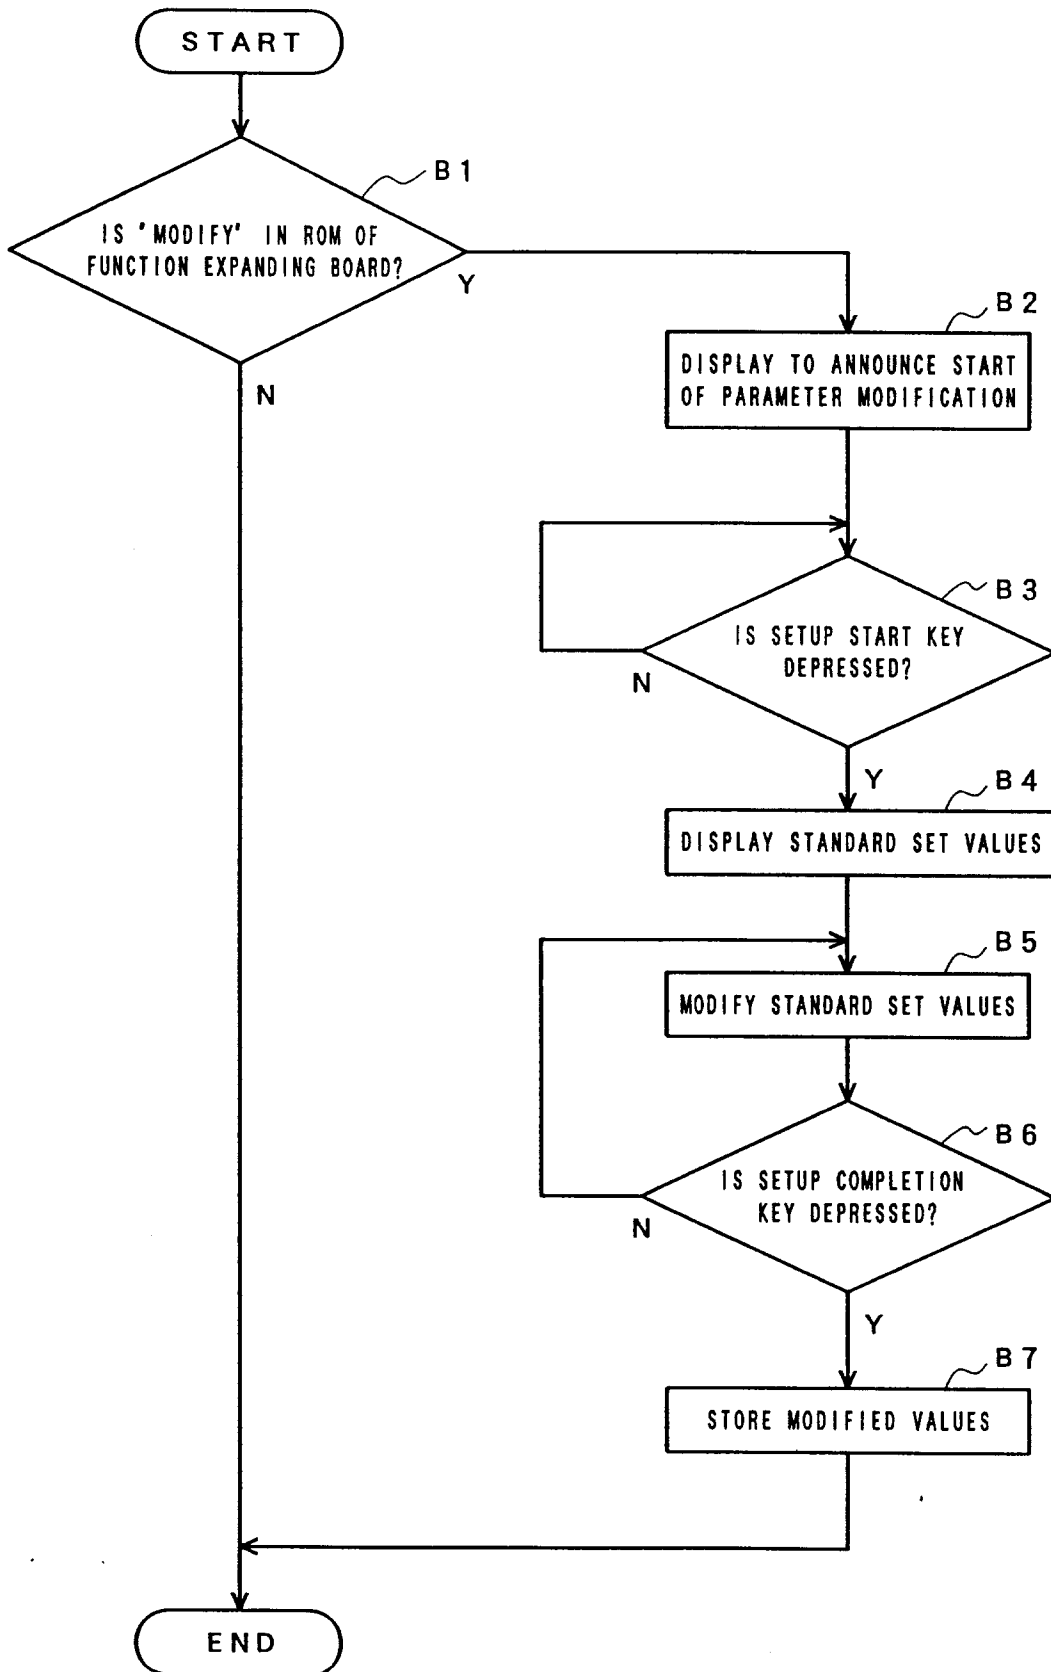 START
B1
IS "MODIFY" IN ROM OF
FUNCTION EXPANDING BOARD?
Y
N
B2
DISPLAY TO ANNOUNCE START
OF PARAMETER MODIFICATION
B3
IS SETUP START KEY
DEPRESSED?
N
Y
B4
DISPLAY STANDARD SET VALUES
B5
MODIFY STANDARD SET VALUES
B6
IS SETUP COMPLETION
KEY DEPRESSED?
N
Y
B7
STORE MODIFIED VALUES
END